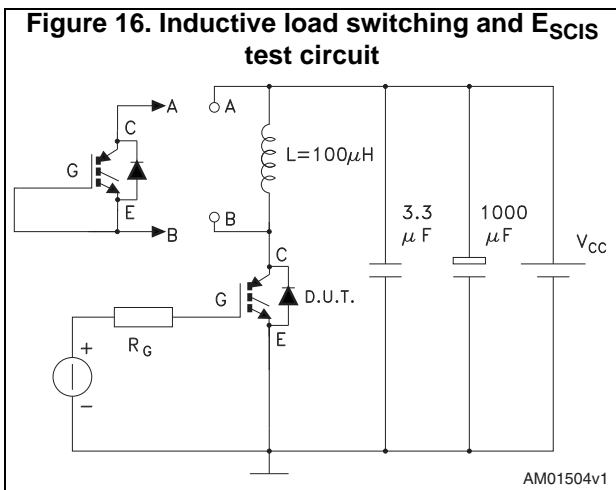 Figure 16. Inductive load switching and ESCIS
test circuit
A
A
C
G
L=100μH
E
B
B
3.3
μF
1000
μF
VCC
C
G
D.U.T.
E
RG
+
-
AM01504v1